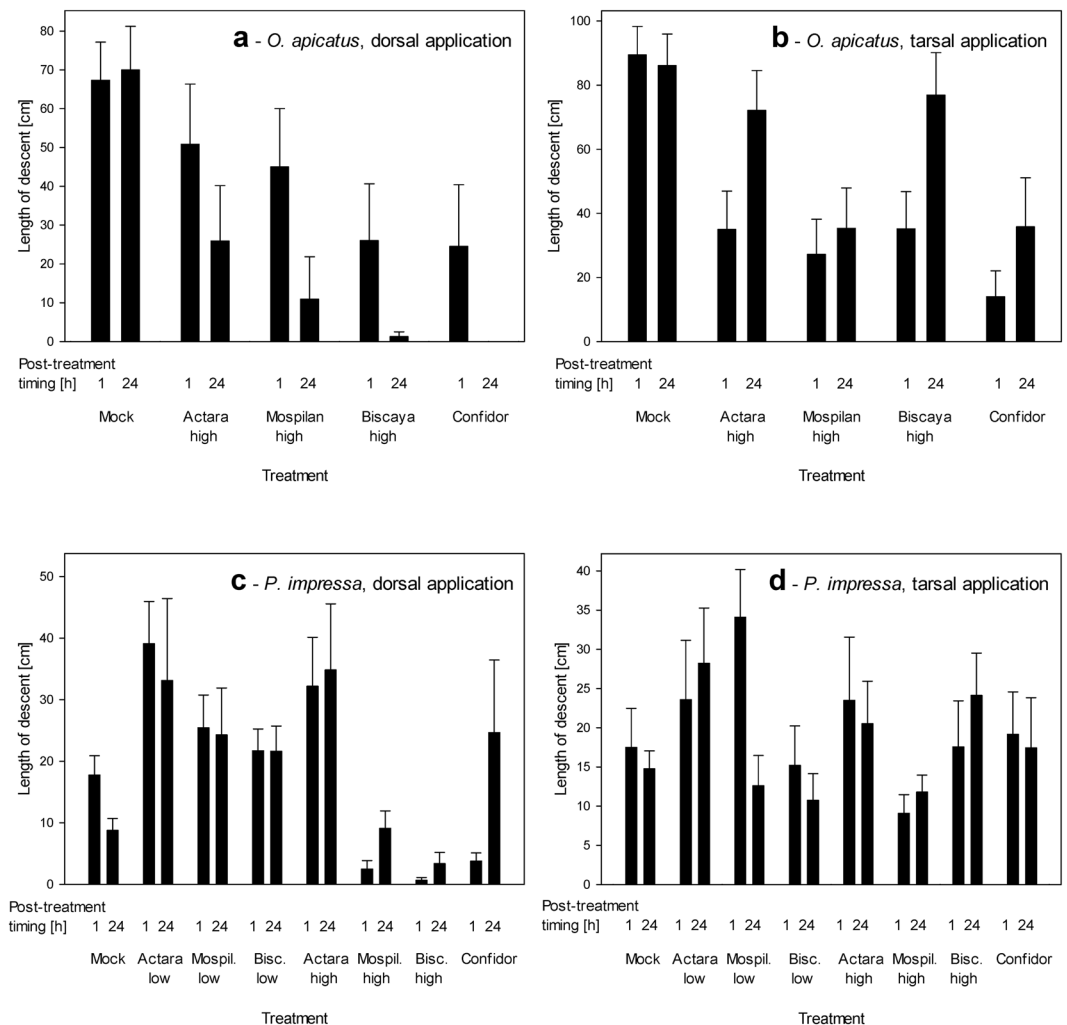 a - O. apicatus, dorsal application
Length of descent [cm]
80
70
60
50
40
30
20
10
0
Post-treatment
timing [h] 1 24 1 24 1 24 1 24 1 24
Mock Actara Mospilan Biscaya Confidor
high high high
Treatment
b - O. apicatus, tarsal application
Length of descent [cm]
100
80
60
40
20
0
Post-treatment
timing [h] 1 24 1 24 1 24 1 24 1 24
Mock Actara Mospilan Biscaya Confidor
high high high
Treatment
c - P. impressa, dorsal application
Length of descent [cm]
50
40
30
20
10
0
Post-treatment
timing [h] 1 24 1 24 1 24 1 24 1 24 1 24 1 24 1 24
Mock Actara Mospil. Bisc. Actara Mospil. Bisc. Confidor
low low low high high high
Treatment
d - P. impressa, tarsal application
Length of descent [cm]
40
35
30
25
20
15
10
5
0
Post-treatment
timing [h] 1 24 1 24 1 24 1 24 1 24 1 24 1 24 1 24
Mock Actara Mospil. Bisc. Actara Mospil. Bisc. Confidor
low low low high high high
Treatment